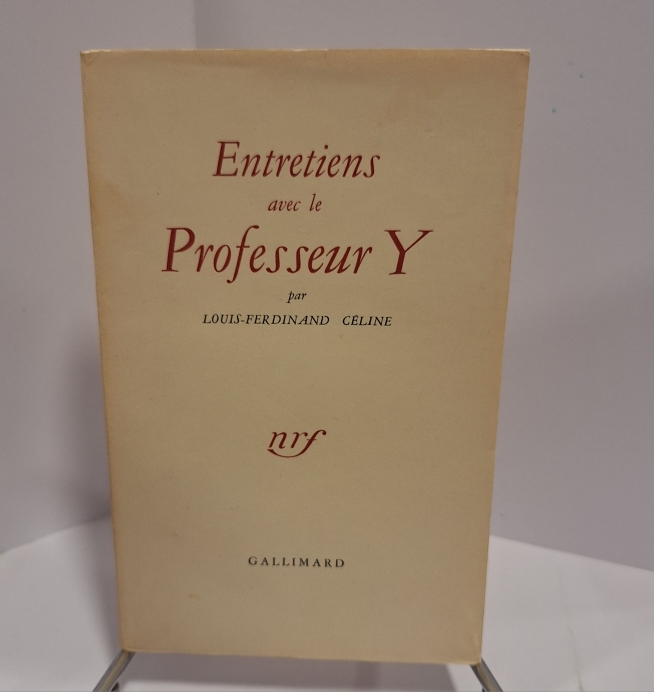 Entretiens
avec le
Professeur Y
par
LOUIS-FERDINAND CÉLINE
nrf
GALLIMARD